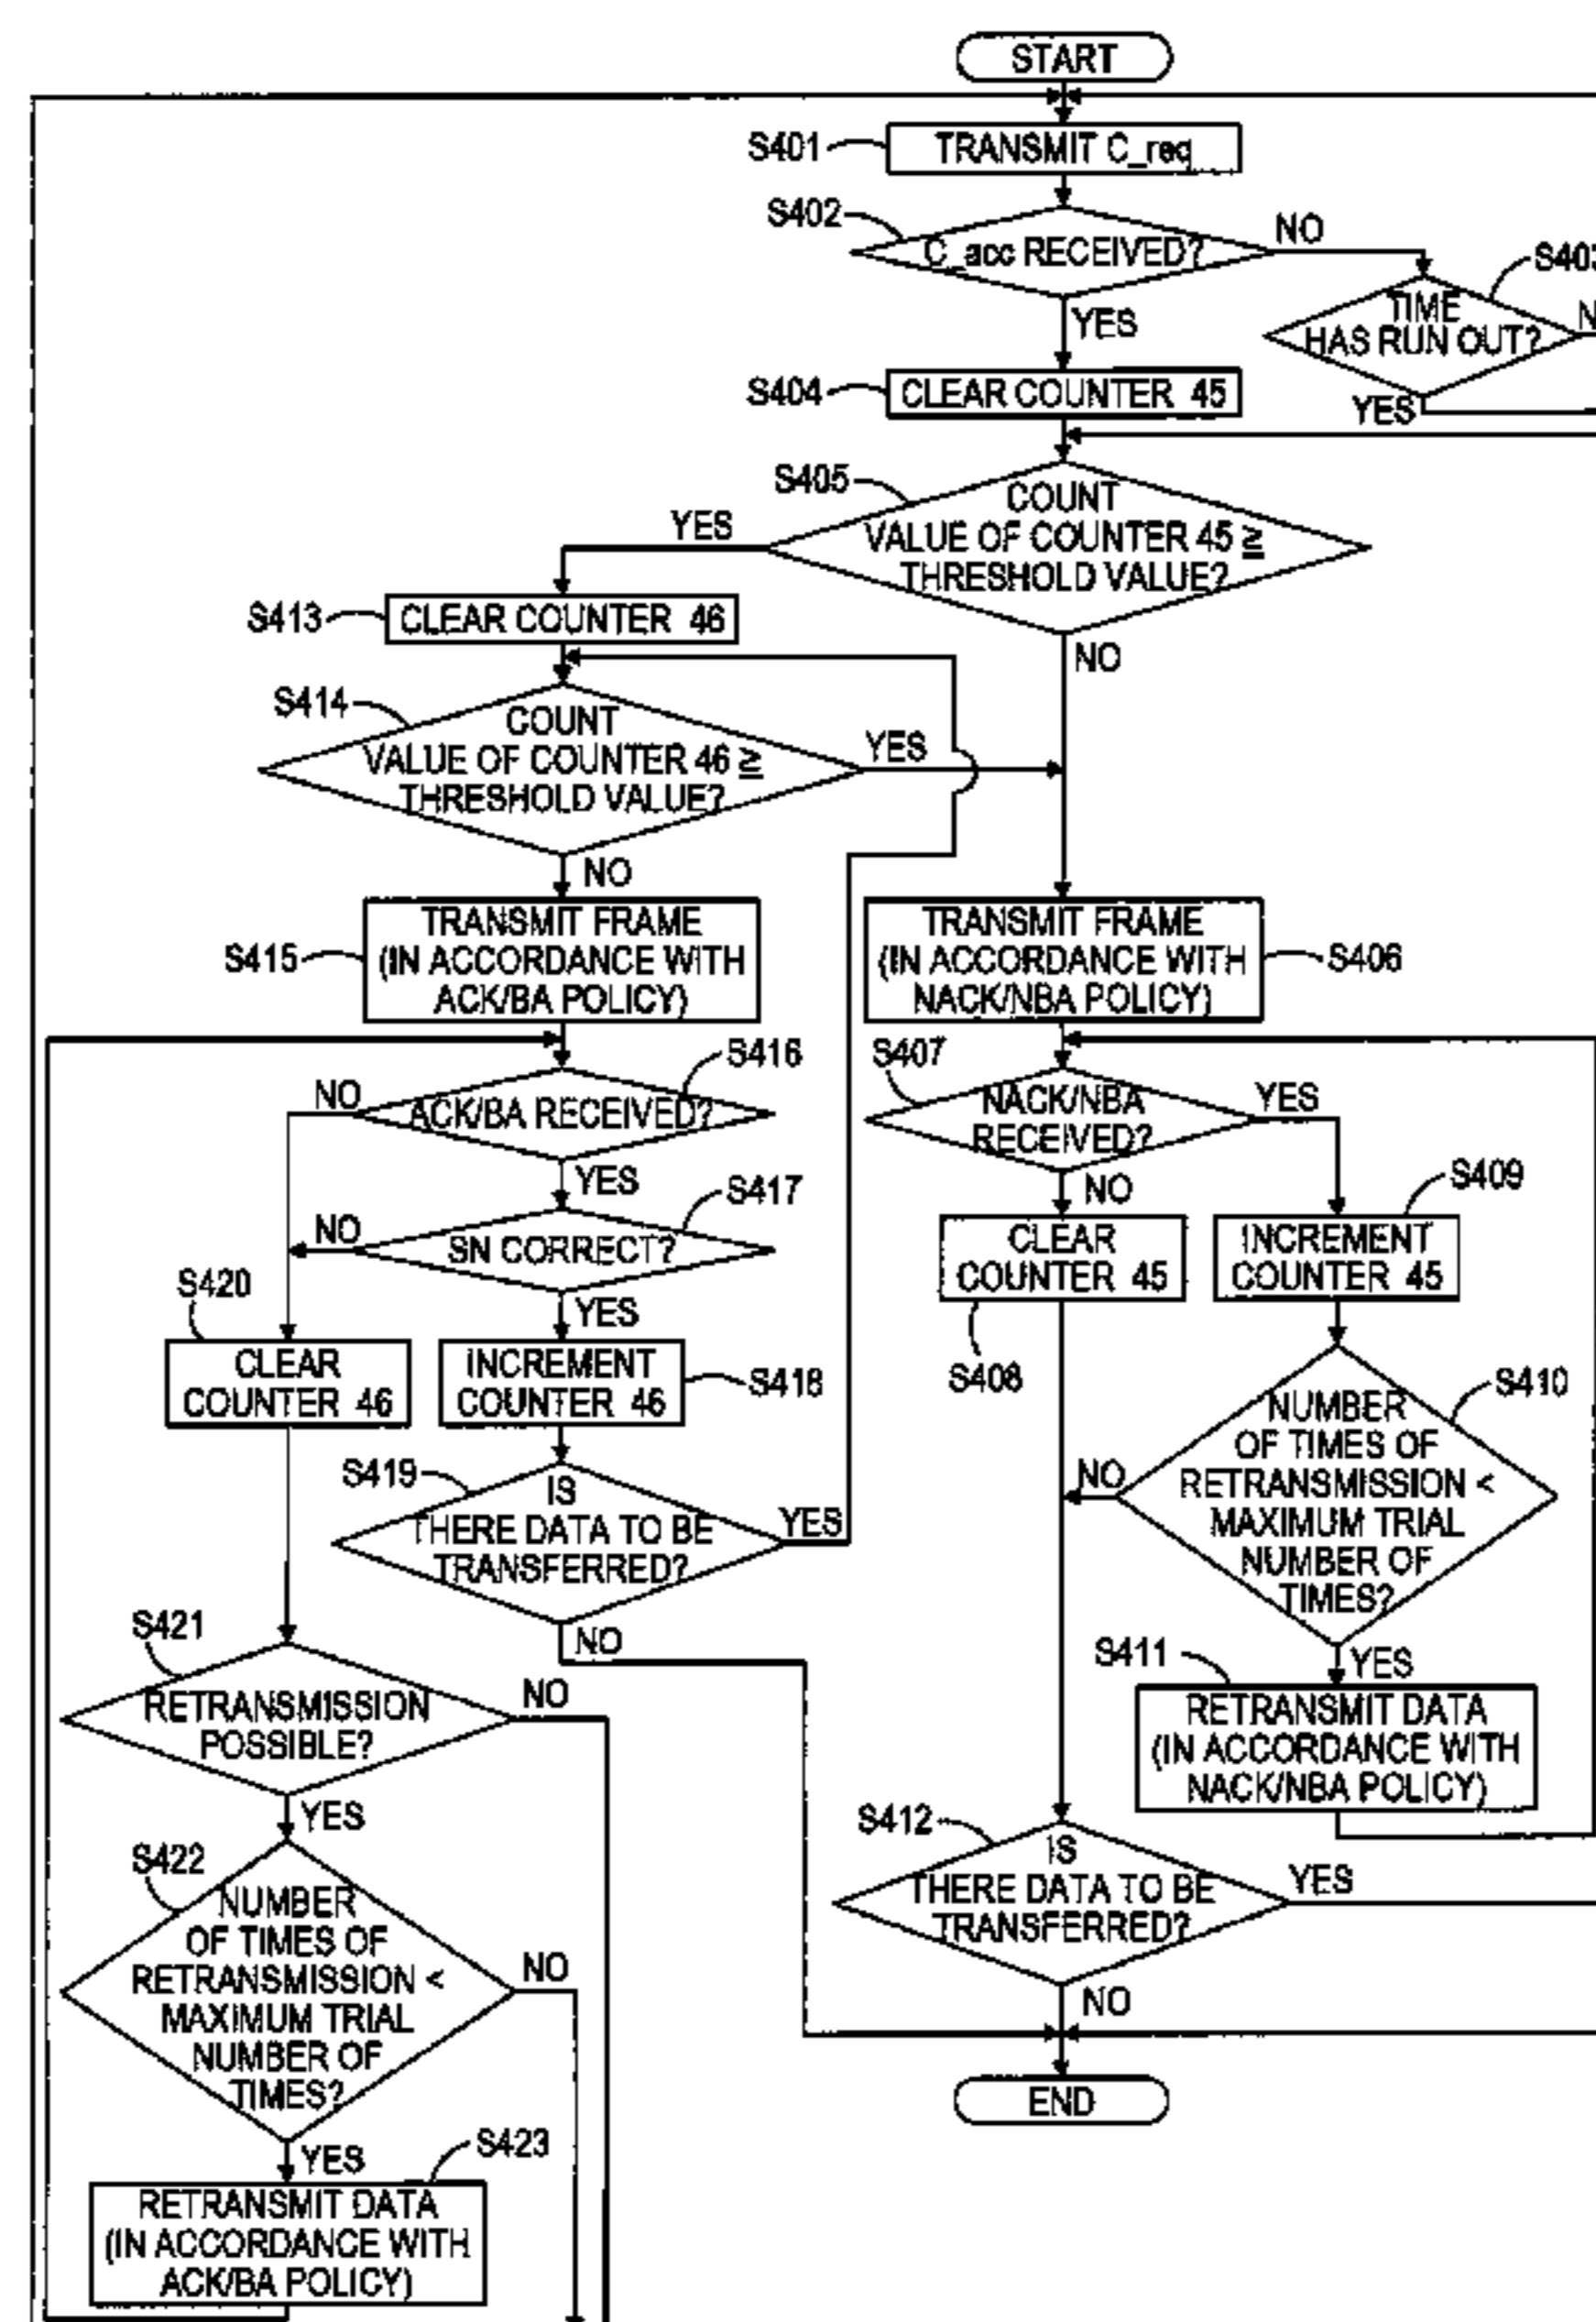 START
S401
TRANSMIT C_req
S402
C_acc RECEIVED?
NO
YES
TIME
HAS RUN OUT?
YES
S404
CLEAR COUNTER 45
S405
COUNT
VALUE OF COUNTER 45 ≧
THRESHOLD VALUE?
YES
NO
S413
CLEAR COUNTER 46
S414
COUNT
VALUE OF COUNTER 46 ≧
THRESHOLD VALUE?
YES
NO
S415
TRANSMIT FRAME
(IN ACCORDANCE WITH
ACK/BA POLICY)
TRANSMIT FRAME
(IN ACCORDANCE WITH
NACK/NBA POLICY)
S406
S416
NO
ACK/BA RECEIVED?
YES
S407
NACK/NBA
RECEIVED?
YES
NO
S417
NO
SN CORRECT?
YES
S408
CLEAR
COUNTER 45
S409
INCREMENT
COUNTER 45
S420
CLEAR
COUNTER 46
INCREMENT
COUNTER 46
S418
S410
NUMBER
OF TIMES OF
RETRANSMISSION <
MAXIMUM TRIAL
NUMBER OF
TIMES?
NO
YES
S419
IS
THERE DATA TO BE
TRANSFERRED?
YES
NO
S411
RETRANSMIT DATA
(IN ACCORDANCE WITH
NACK/NBA POLICY)
S421
RETRANSMISSION
POSSIBLE?
NO
YES
S412
IS
THERE DATA TO BE
TRANSFERRED?
YES
NO
S422
NUMBER
OF TIMES OF
RETRANSMISSION <
MAXIMUM TRIAL
NUMBER OF
TIMES?
NO
YES
END
S423
RETRANSMIT DATA
(IN ACCORDANCE WITH
ACK/BA POLICY)